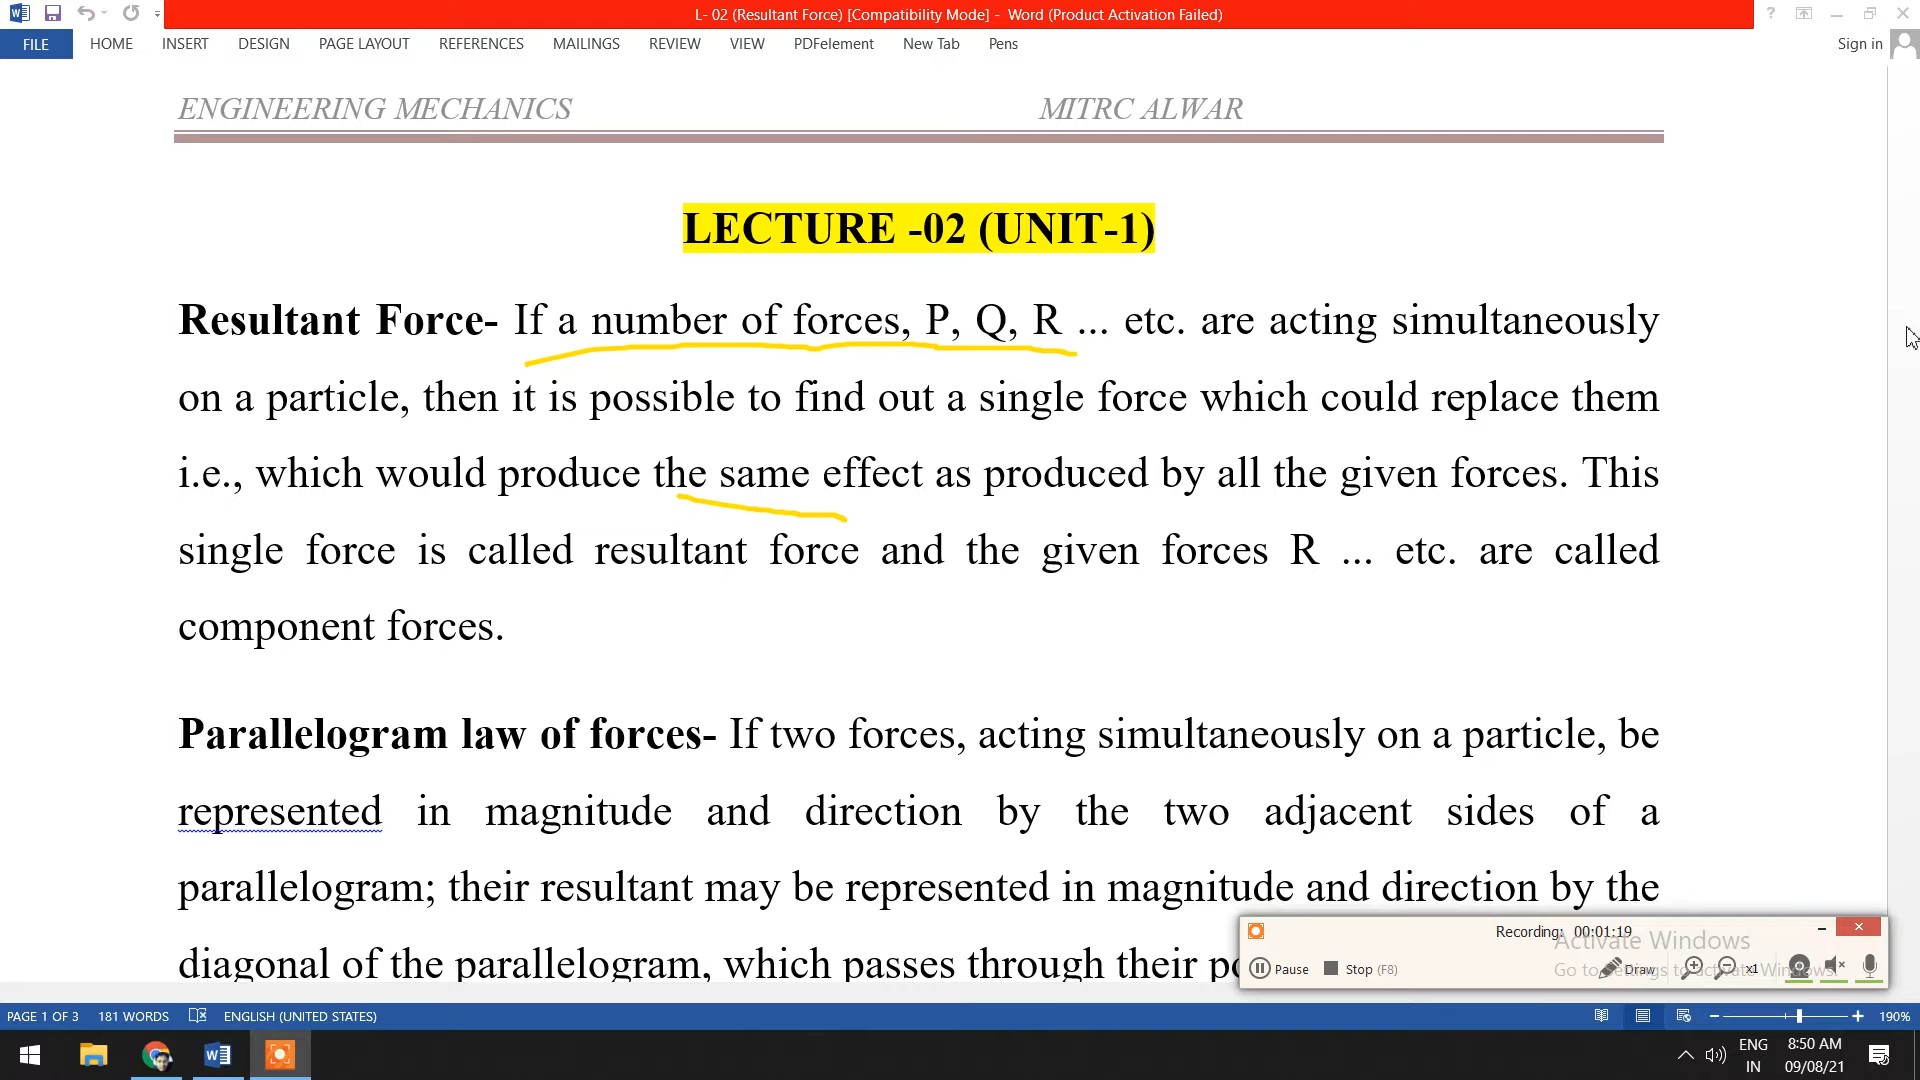 L- 02 (Resultant Force) [Compatibility Mode] - Word (Product Activation Failed)
FILE HOME INSERT DESIGN PAGE LAYOUT REFERENCES MAILINGS REVIEW VIEW PDFelement New Tab Pens Sign in
ENGINEERING MECHANICS MITRC ALWAR
LECTURE -02 (UNIT-1)
Resultant Force- If a number of forces, P, Q, R ... etc. are acting simultaneously
on a particle, then it is possible to find out a single force which could replace them
i.e., which would produce the same effect as produced by all the given forces. This
single force is called resultant force and the given forces R ... etc. are called
component forces.
Parallelogram law of forces- If two forces, acting simultaneously on a particle, be
represented in magnitude and direction by the two adjacent sides of a
parallelogram; their resultant may be represented in magnitude and direction by the
diagonal of the parallelogram, which passes through their
Recording: 00:01:19
Activate Windows
Pause Stop (F8) Draw x1
Go to Settings to activate Windows.
PAGE 1 OF 3 181 WORDS ENGLISH (UNITED STATES) 190%
ENG 8:50 AM
IN 09/08/21